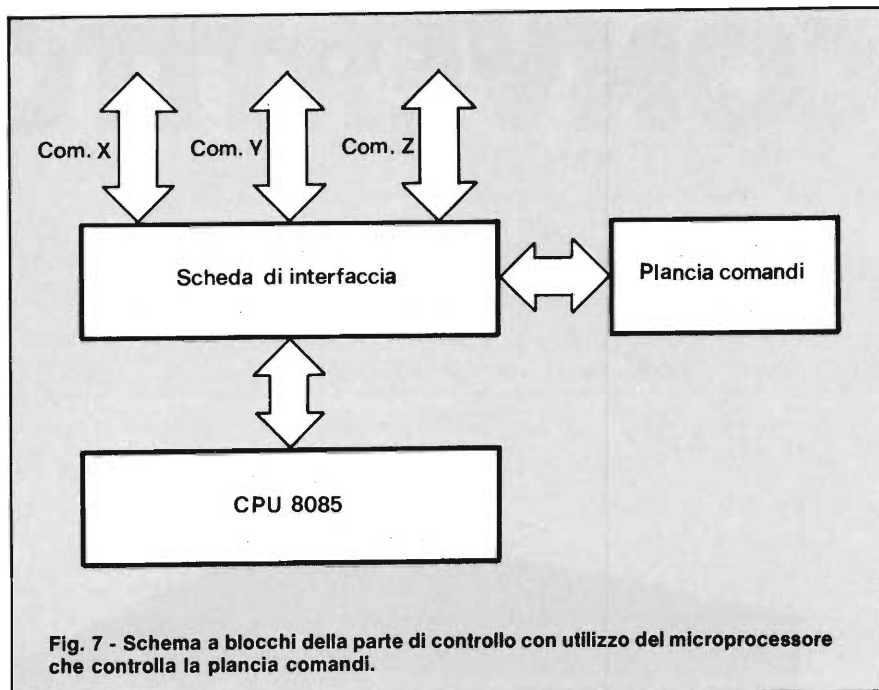 Com. X
Com. Y
Com. Z
Scheda di interfaccia
Plancia comandi
CPU 8085
Fig. 7 - Schema a blocchi della parte di controllo con utilizzo del microprocessore
che controlla la plancia comandi.